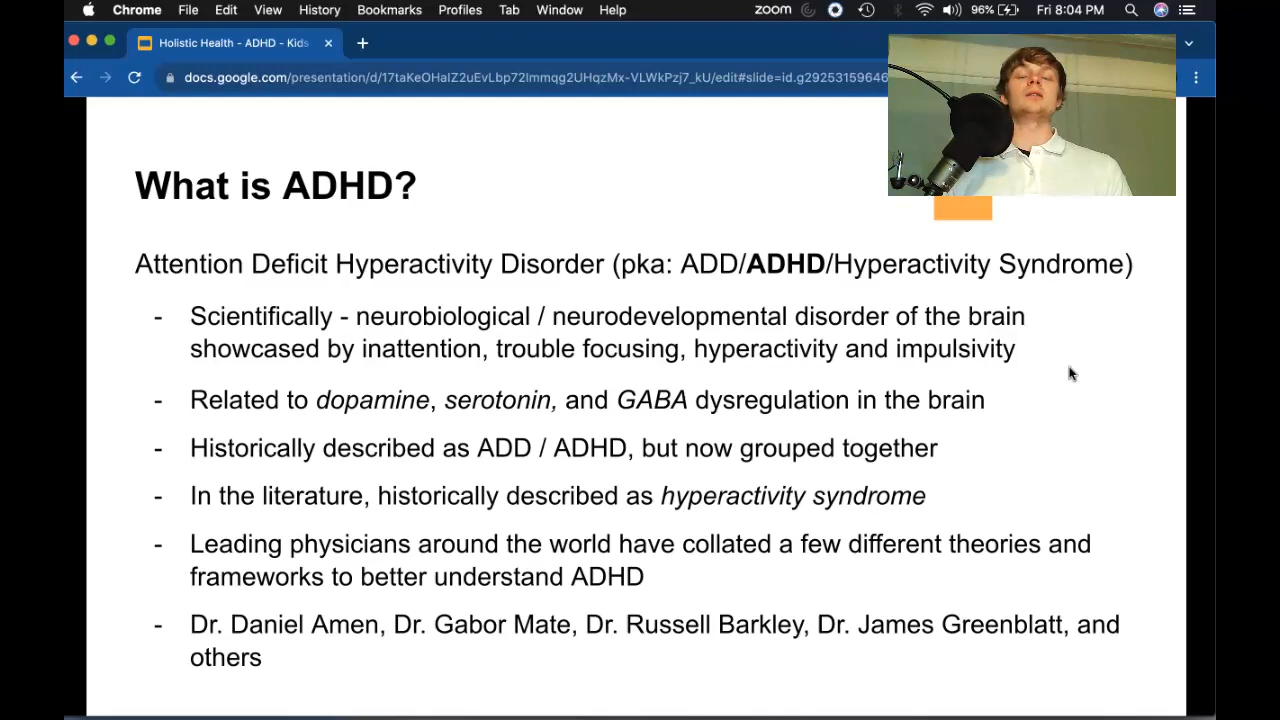 Chrome File Edit View History Bookmarks Profiles Tab Window Help zoom 96% Fri 8:04 PM
Holistic Health - ADHD - Kids
docs.google.com/presentation/d/17taKeOHaIZ2uEvLbp72lmmqg2UHqzMx-VLWkPzj7_kU/edit#slide=id.g29253159646
What is ADHD?
Attention Deficit Hyperactivity Disorder (pka: ADD/ADHD/Hyperactivity Syndrome)
- Scientifically - neurobiological / neurodevelopmental disorder of the brain
showcased by inattention, trouble focusing, hyperactivity and impulsivity
- Related to dopamine, serotonin, and GABA dysregulation in the brain
- Historically described as ADD / ADHD, but now grouped together
- In the literature, historically described as hyperactivity syndrome
- Leading physicians around the world have collated a few different theories and
frameworks to better understand ADHD
- Dr. Daniel Amen, Dr. Gabor Mate, Dr. Russell Barkley, Dr. James Greenblatt, and
others